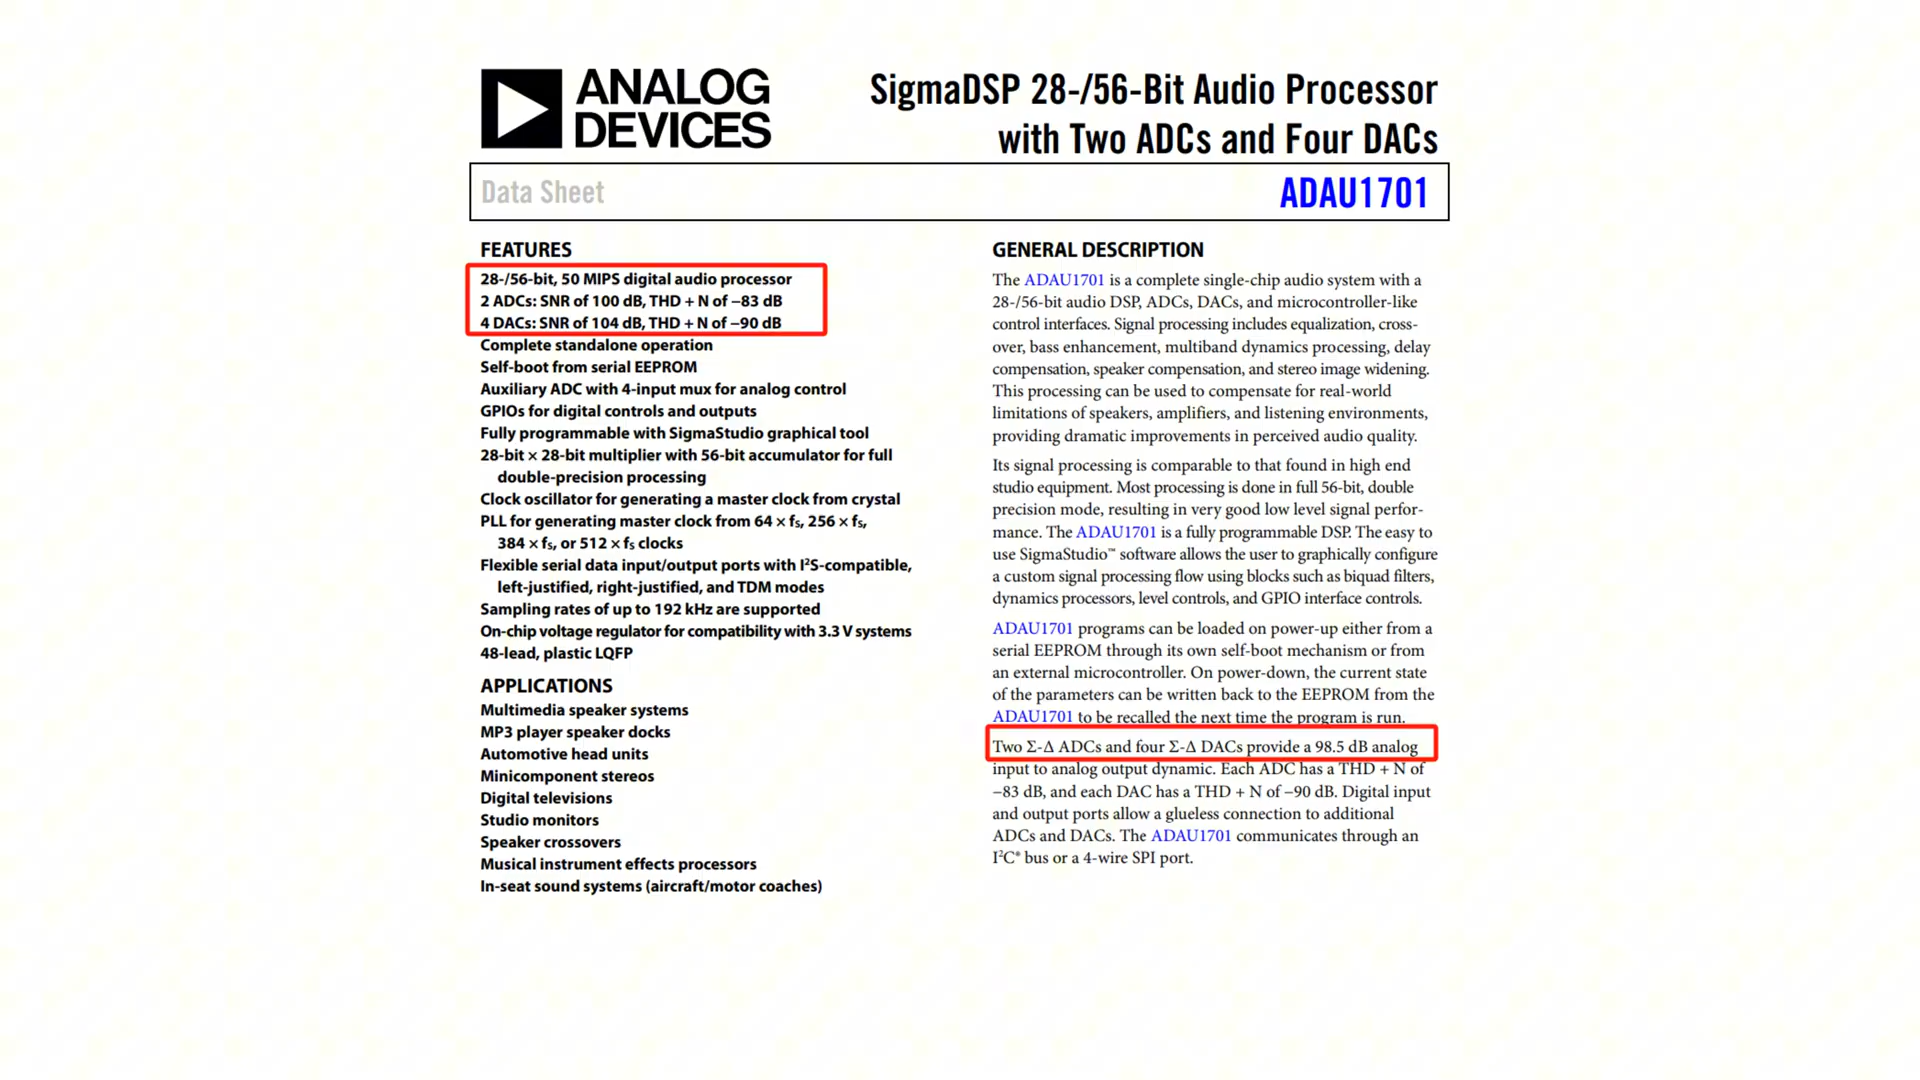 ANALOG
DEVICES
SigmaDSP 28-/56-Bit Audio Processor
with Two ADCs and Four DACs
Data Sheet
ADAU1701
FEATURES
28-/56-bit, 50 MIPS digital audio processor
2 ADCs: SNR of 100 dB, THD + N of −83 dB
4 DACs: SNR of 104 dB, THD + N of −90 dB
Complete standalone operation
Self-boot from serial EEPROM
Auxiliary ADC with 4-input mux for analog control
GPIOs for digital controls and outputs
Fully programmable with SigmaStudio graphical tool
28-bit × 28-bit multiplier with 56-bit accumulator for full
double-precision processing
Clock oscillator for generating a master clock from crystal
PLL for generating master clock from 64 × fS, 256 × fS,
384 × fS, or 512 × fS clocks
Flexible serial data input/output ports with I²S-compatible,
left-justified, right-justified, and TDM modes
Sampling rates of up to 192 kHz are supported
On-chip voltage regulator for compatibility with 3.3 V systems
48-lead, plastic LQFP
APPLICATIONS
Multimedia speaker systems
MP3 player speaker docks
Automotive head units
Minicomponent stereos
Digital televisions
Studio monitors
Speaker crossovers
Musical instrument effects processors
In-seat sound systems (aircraft/motor coaches)
GENERAL DESCRIPTION
The ADAU1701 is a complete single-chip audio system with a
28-/56-bit audio DSP, ADCs, DACs, and microcontroller-like
control interfaces. Signal processing includes equalization, cross-
over, bass enhancement, multiband dynamics processing, delay
compensation, speaker compensation, and stereo image widening.
This processing can be used to compensate for real-world
limitations of speakers, amplifiers, and listening environments,
providing dramatic improvements in perceived audio quality.
Its signal processing is comparable to that found in high end
studio equipment. Most processing is done in full 56-bit, double
precision mode, resulting in very good low level signal perfor-
mance. The ADAU1701 is a fully programmable DSP. The easy to
use SigmaStudio™ software allows the user to graphically configure
a custom signal processing flow using blocks such as biquad filters,
dynamics processors, level controls, and GPIO interface controls.
ADAU1701 programs can be loaded on power-up either from a
serial EEPROM through its own self-boot mechanism or from
an external microcontroller. On power-down, the current state
of the parameters can be written back to the EEPROM from the
ADAU1701 to be recalled the next time the program is run.
Two Σ-Δ ADCs and four Σ-Δ DACs provide a 98.5 dB analog
input to analog output dynamic. Each ADC has a THD + N of
−83 dB, and each DAC has a THD + N of −90 dB. Digital input
and output ports allow a glueless connection to additional
ADCs and DACs. The ADAU1701 communicates through an
I²C® bus or a 4-wire SPI port.